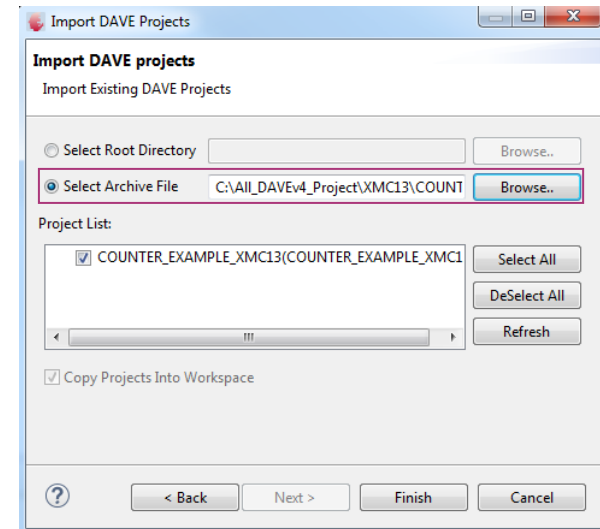 Import DAVE Projects
Import DAVE projects
Import Existing DAVE Projects
Select Root Directory Browse..
Select Archive File C:\All_DAVEv4_Project\XMC13\COUNT Browse..
Project List:
COUNTER_EXAMPLE_XMC13(COUNTER_EXAMPLE_XMC1 Select All
DeSelect All
Refresh
Copy Projects Into Workspace
? < Back Next > Finish Cancel